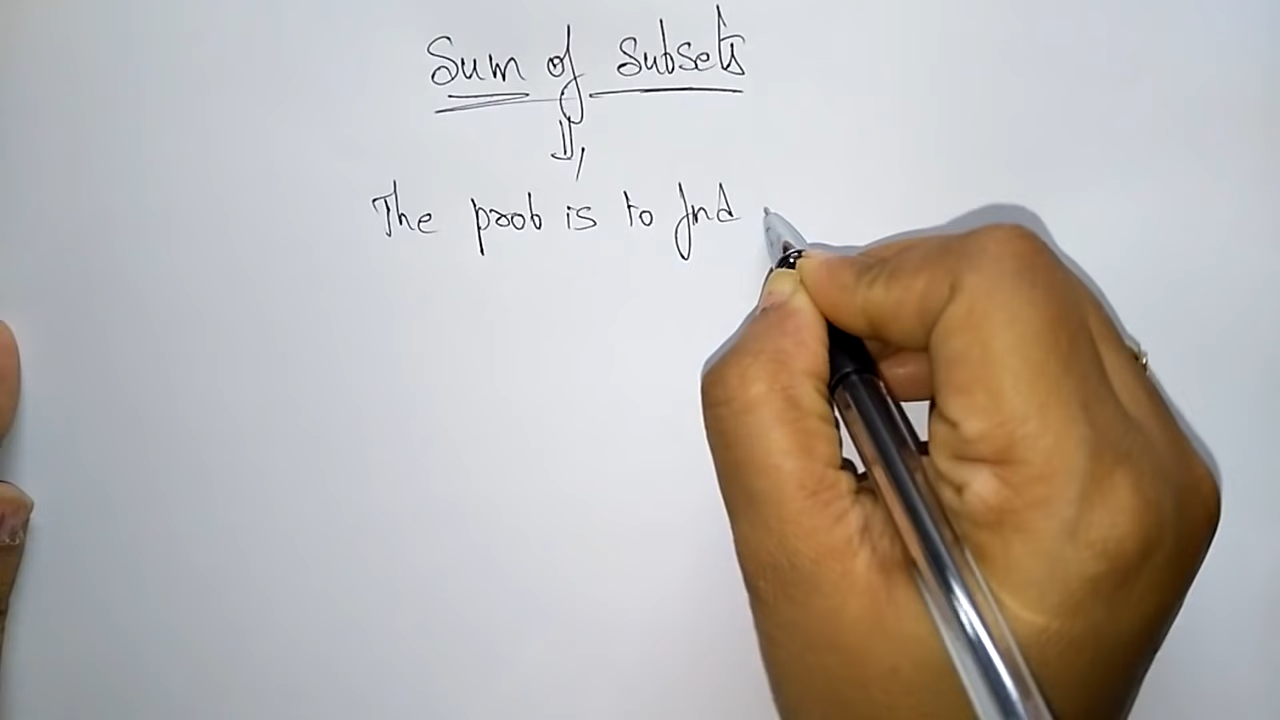 Sum of subsets
The prob is to find